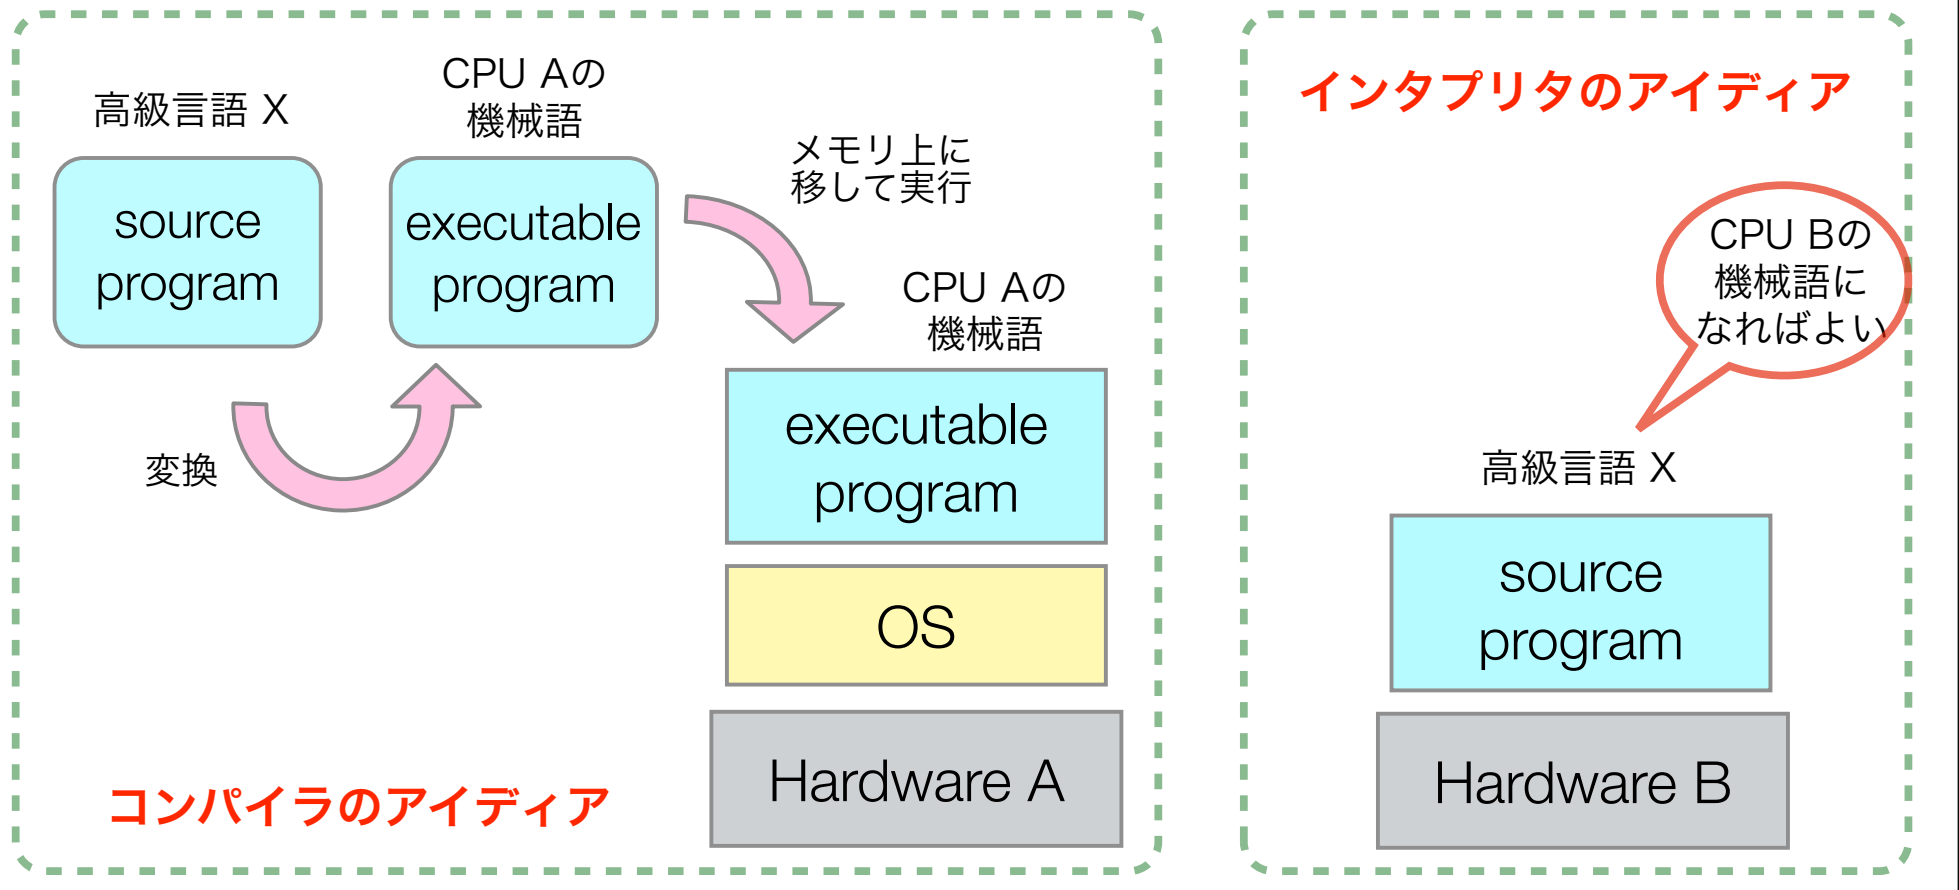 高級言語 X
source
program
CPU Aの
機械語
executable
program
変換
メモリ上に
移して実行
CPU Aの
機械語
executable
program
OS
Hardware A
コンパイラのアイディア
インタプリタのアイディア
CPU Bの
機械語に
なればよい
高級言語 X
source
program
Hardware B